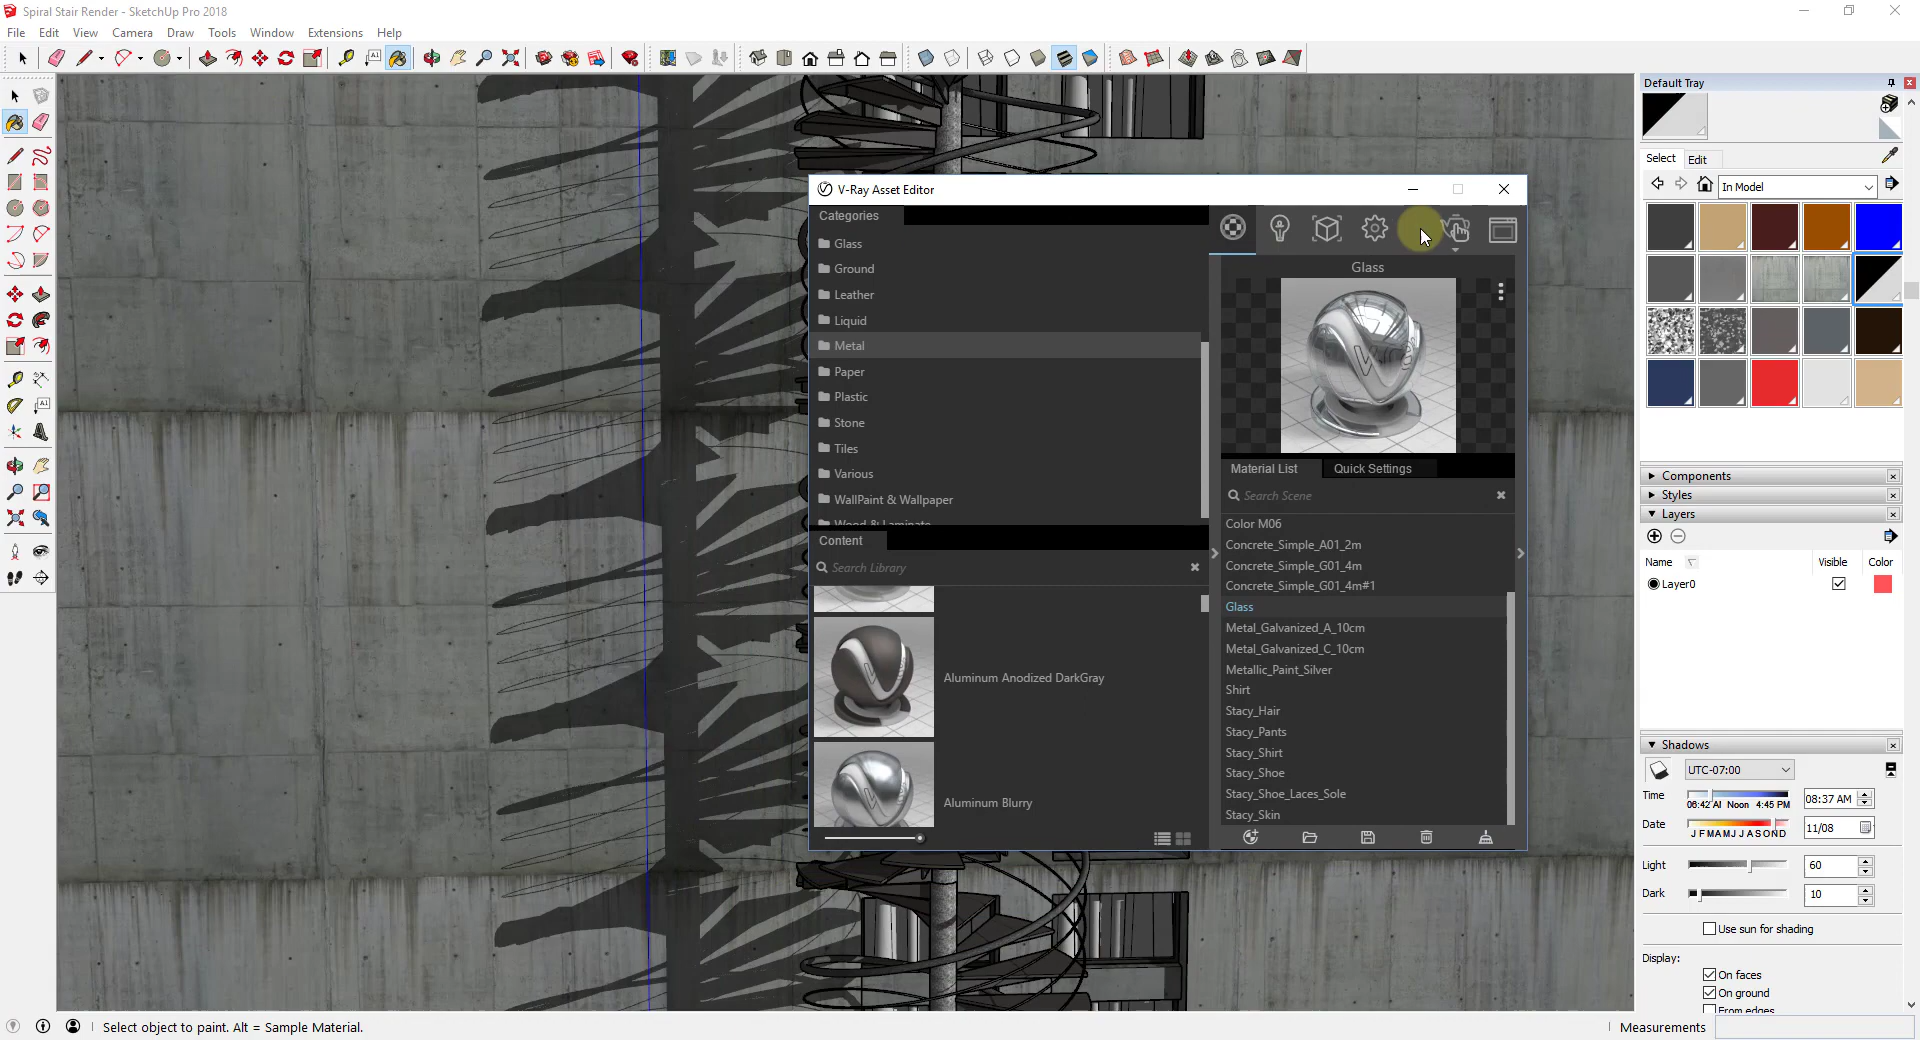 Spiral Stair Render - SketchUp Pro 2018
File Edit View Camera Draw Tools Window Extensions Help
Default Tray
Select Edit
In Model
V-Ray Asset Editor
Categories
Glass
Ground
Leather
Liquid
Metal
Paper
Plastic
Stone
Tiles
Various
WallPaint & Wallpaper
Wood & Laminate
Content
Search Library
Aluminum Anodized DarkGray
Aluminum Blurry
Glass
Material List Quick Settings
Search Scene
Color M06
Concrete_Simple_A01_2m
Concrete_Simple_G01_4m
Concrete_Simple_G01_4m#1
Glass
Metal_Galvanized_A_10cm
Metal_Galvanized_C_10cm
Metallic_Paint_Silver
Shirt
Stacy_Hair
Stacy_Pants
Stacy_Shirt
Stacy_Shoe
Stacy_Shoe_Laces_Sole
Stacy_Skin
Components
Styles
Layers
Name Visible Color
Layer0
Shadows
UTC-07:00
Time 08:37 AM
06:42 AI Noon 4:45 PM
Date 11/08
J F M A M J J A S O N D
Light 60
Dark 10
Use sun for shading
Display:
On faces
On ground
From edges
Select object to paint. Alt = Sample Material.
Measurements